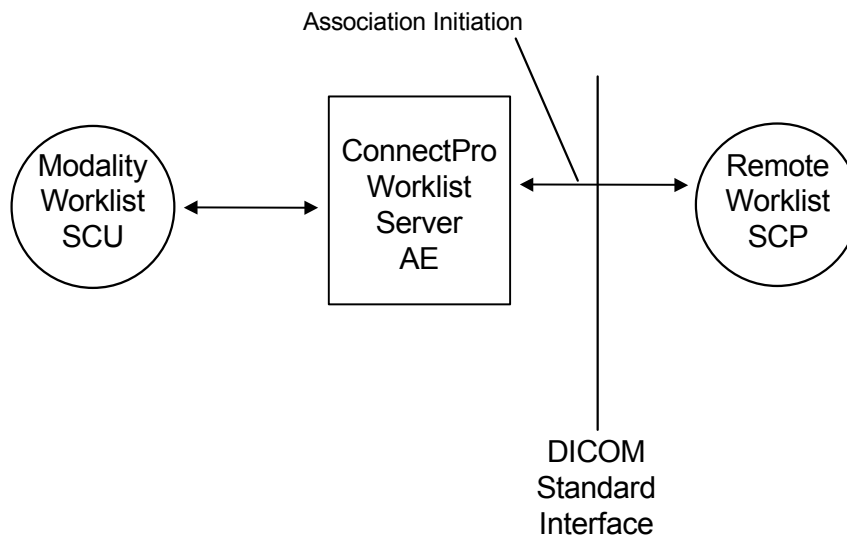 Association Initiation
Modality
Worklist
SCU
ConnectPro
Worklist
Server
AE
Remote
Worklist
SCP
DICOM
Standard
Interface